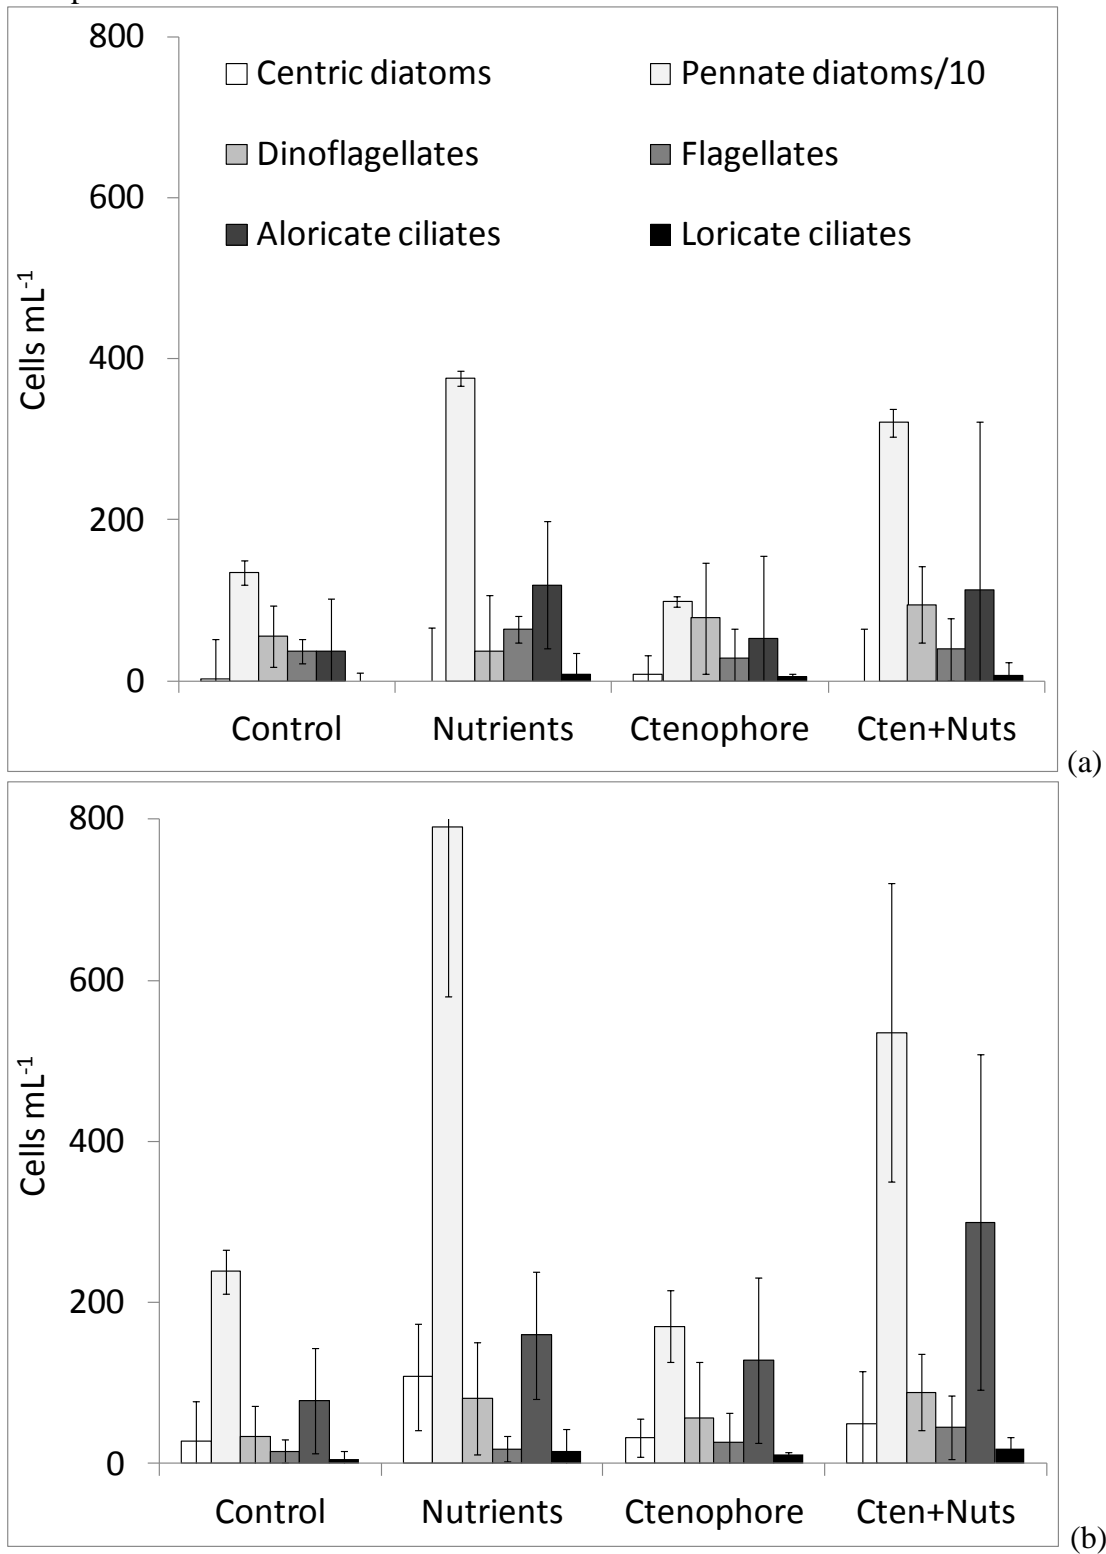 800
Centric diatoms Pennate diatoms/10
Dinoflagellates Flagellates
600
Aloricate ciliates Loricate ciliates
Cells mL-1
400
200
0
Control Nutrients Ctenophore Cten+Nuts
(a)
800
600
Cells mL-1
400
200
0
Control Nutrients Ctenophore Cten+Nuts
(b)